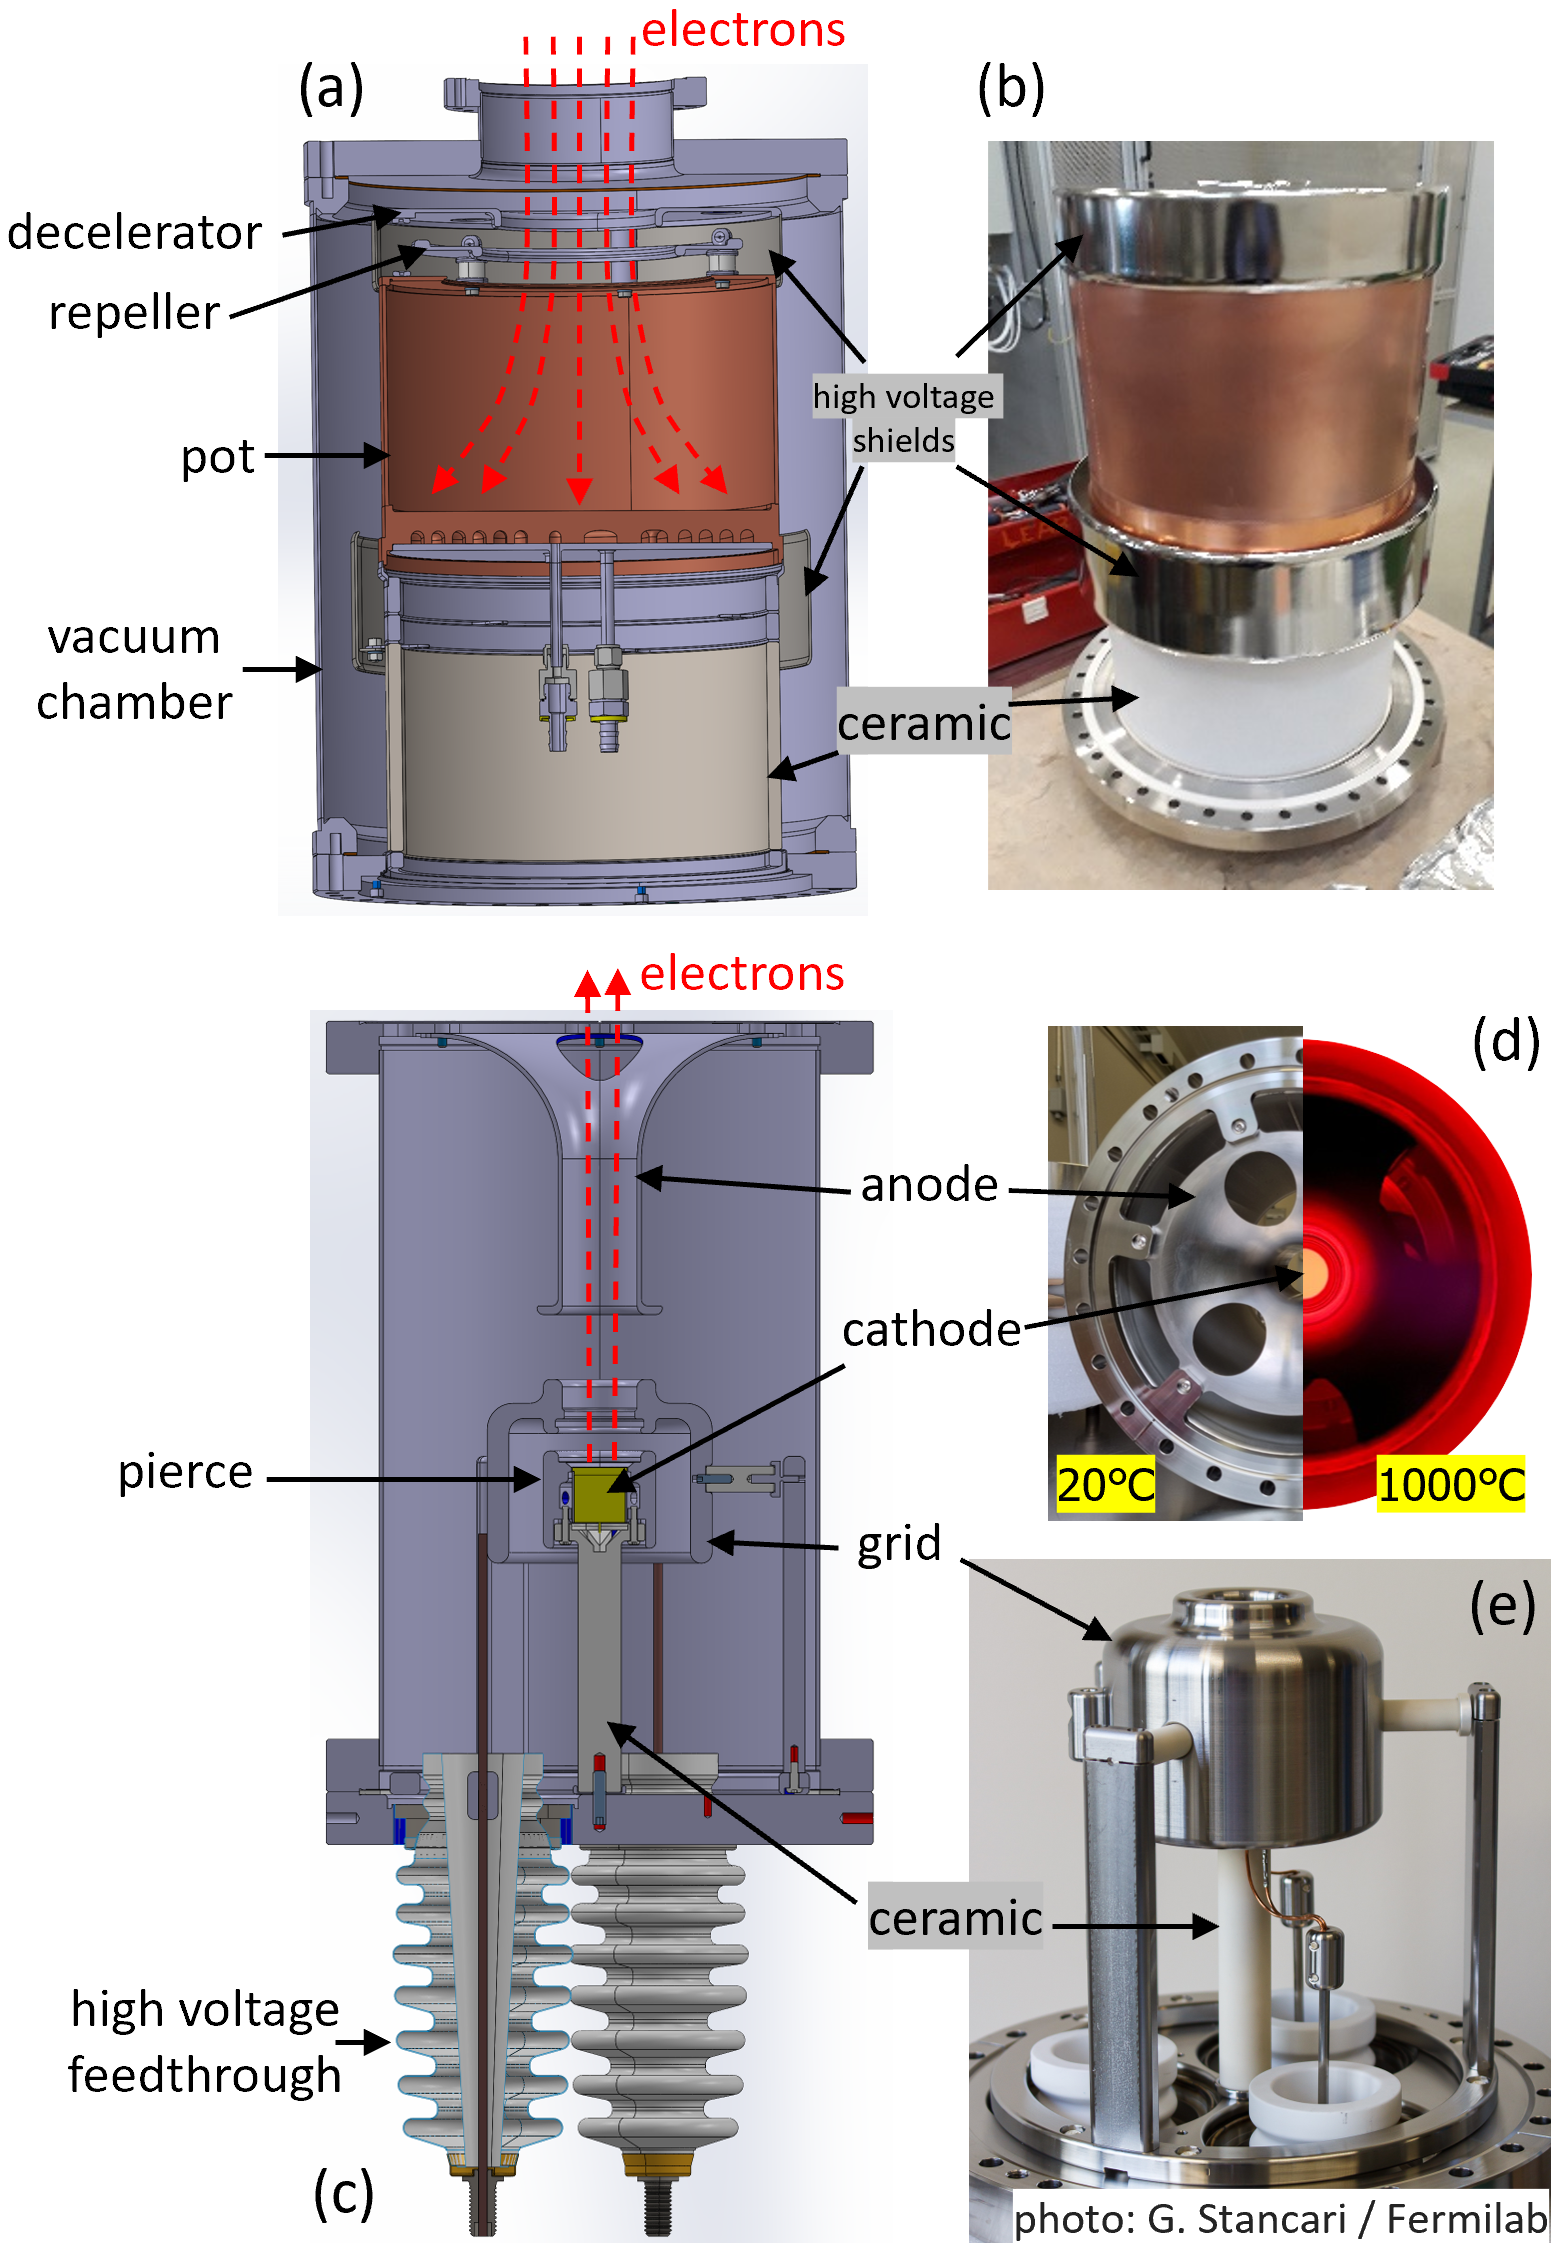 electrons
(a)
(b)
decelerator
repeller
high voltage
shields
pot
vacuum
chamber
ceramic
electrons
(d)
anode
cathode
pierce
20°C
1000°C
grid
(e)
ceramic
high voltage
feedthrough
(c)
photo: G. Stancari / Fermilab